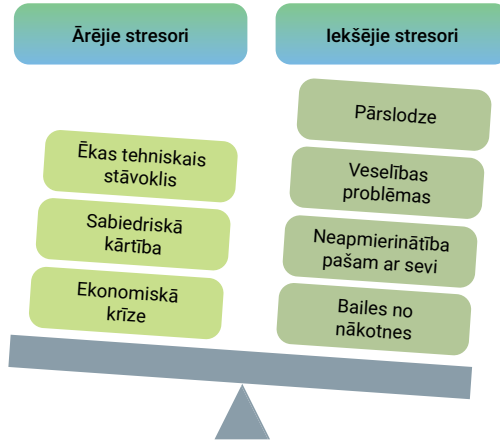 Ārējie stresori
Iekšējie stresori
Ēkas tehniskais
stāvoklis
Sabiedriskā
kārtība
Ekonomiskā
krīze
Pārslodze
Veselības
problēmas
Neapmierinātība
pašam ar sevi
Bailes no
nākotnes